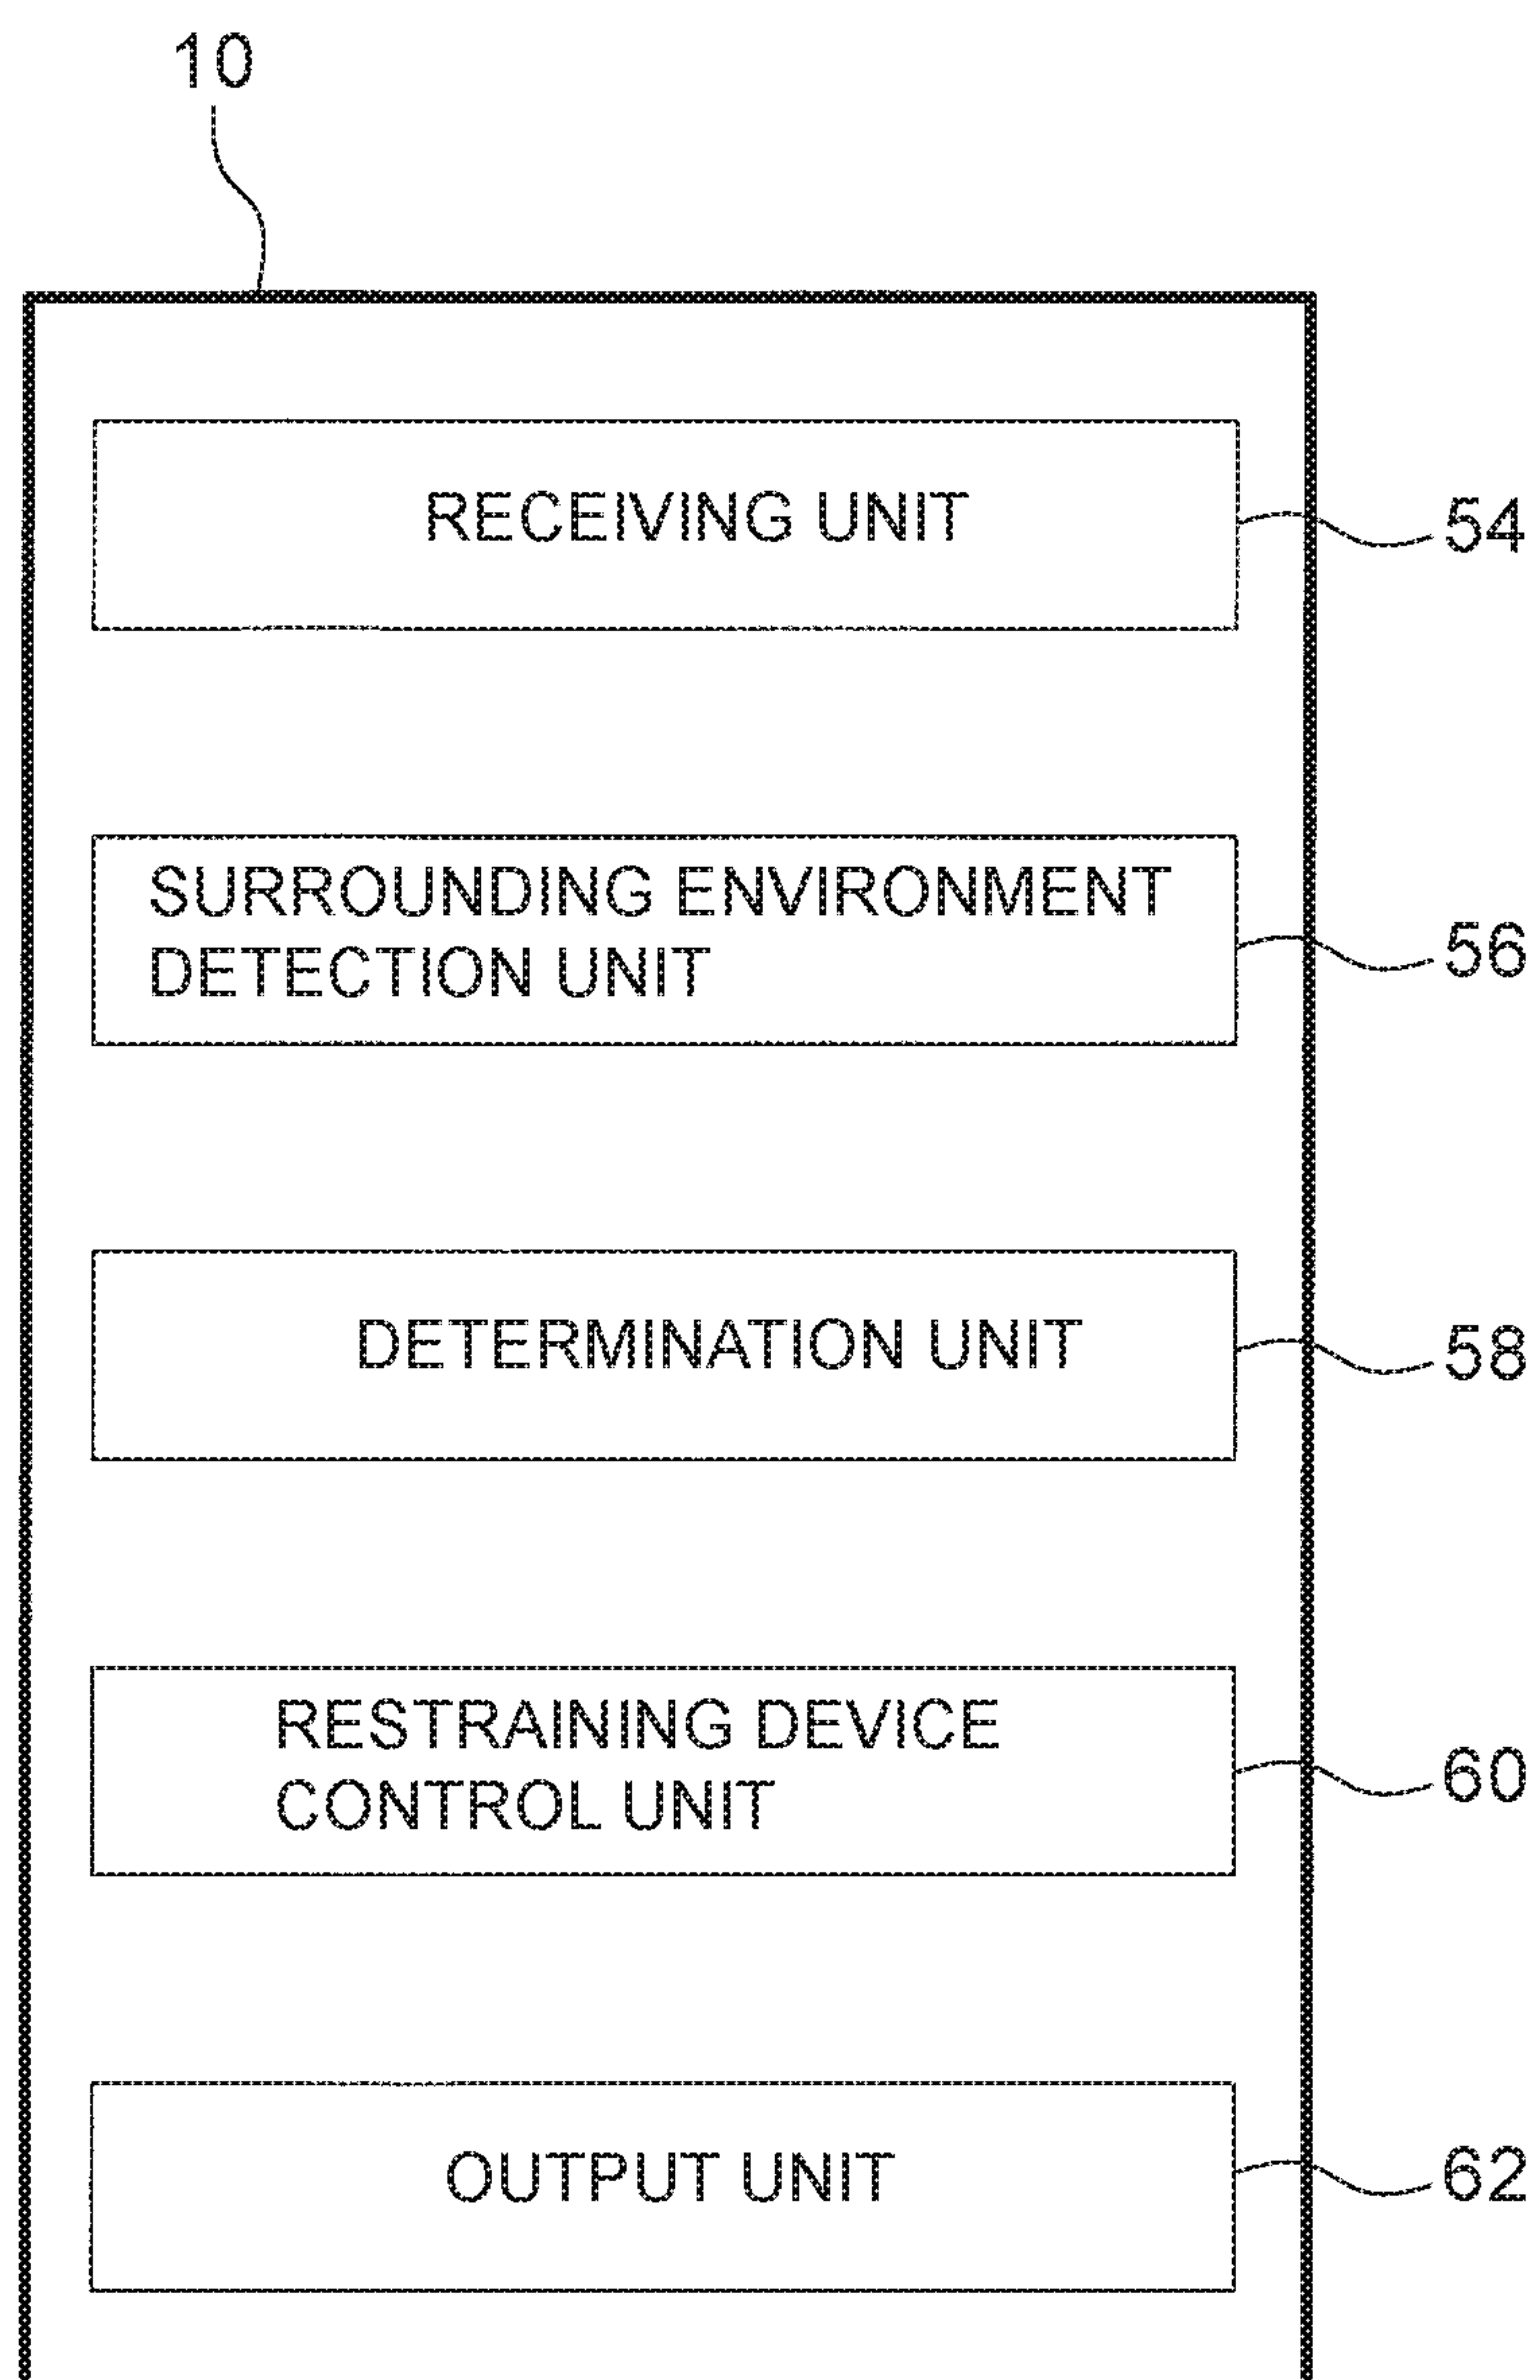 10
RECEIVING UNIT
54
SURROUNDING ENVIRONMENT
DETECTION UNIT
56
DETERMINATION UNIT
58
RESTRAINING DEVICE
CONTROL UNIT
60
OUTPUT UNIT
62